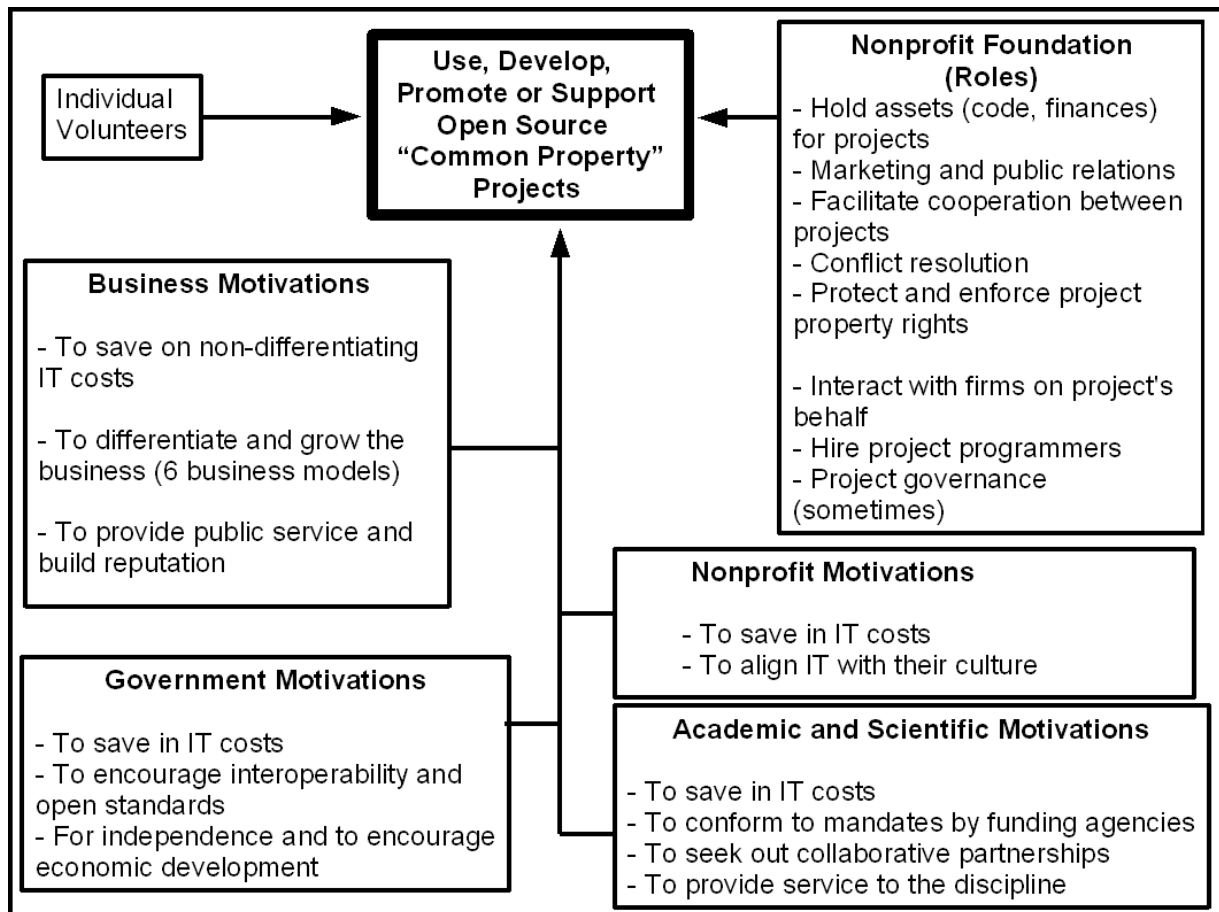 Individual
Volunteers
Use, Develop,
Promote or Support
Open Source
“Common Property”
Projects
Nonprofit Foundation
(Roles)
- Hold assets (code, finances)
for projects
- Marketing and public relations
- Facilitate cooperation between
projects
- Conflict resolution
- Protect and enforce project
property rights
- Interact with firms on project's
behalf
- Hire project programmers
- Project governance
(sometimes)
Business Motivations
- To save on non-differentiating
IT costs
- To differentiate and grow the
business (6 business models)
- To provide public service and
build reputation
Nonprofit Motivations
- To save in IT costs
- To align IT with their culture
Government Motivations
- To save in IT costs
- To encourage interoperability and
open standards
- For independence and to encourage
economic development
Academic and Scientific Motivations
- To save in IT costs
- To conform to mandates by funding agencies
- To seek out collaborative partnerships
- To provide service to the discipline